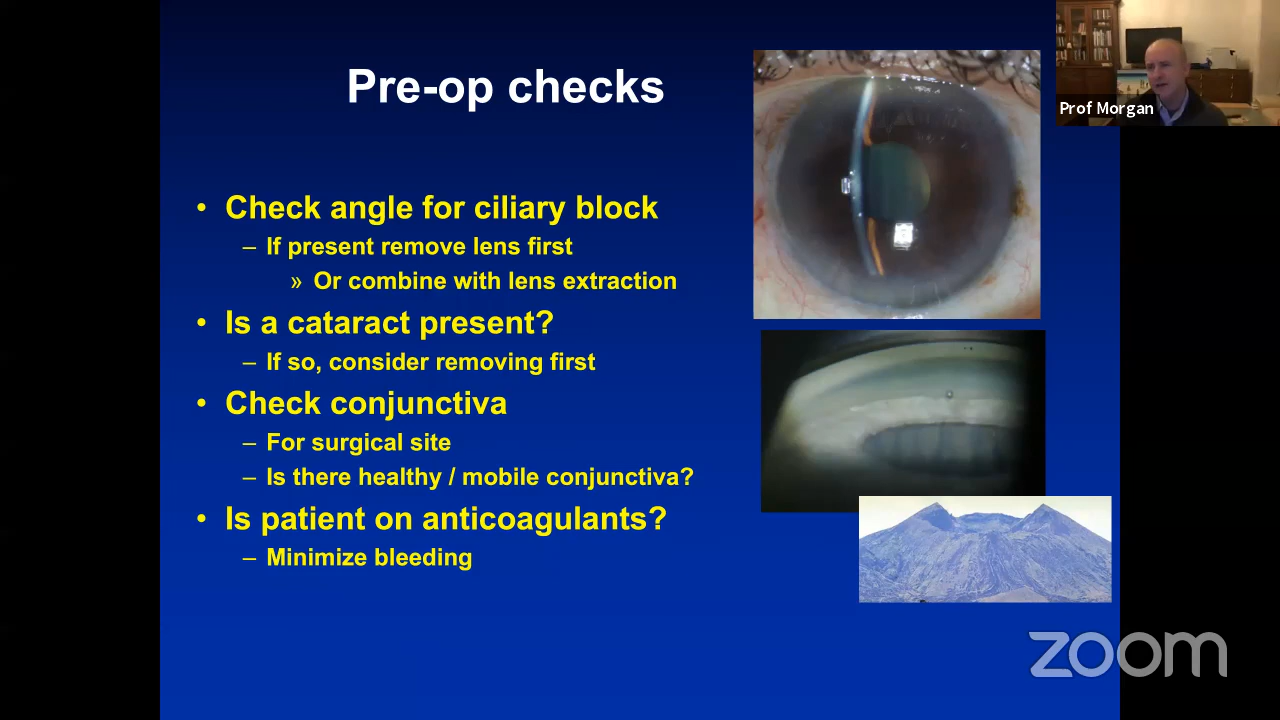 Pre-op checks
Prof Morgan
• Check angle for ciliary block
– If present remove lens first
» Or combine with lens extraction
• Is a cataract present?
– If so, consider removing first
• Check conjunctiva
– For surgical site
– Is there healthy / mobile conjunctiva?
• Is patient on anticoagulants?
– Minimize bleeding
zoom